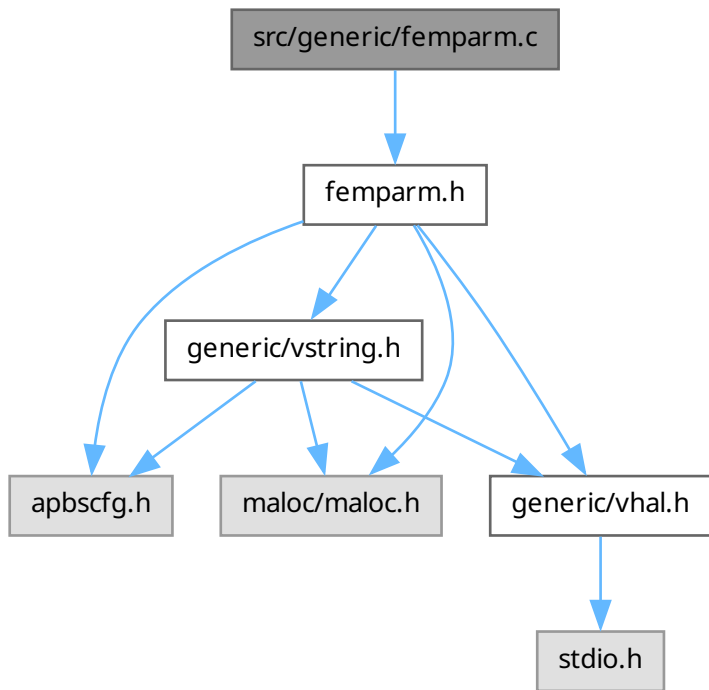 src/generic/femparm.c
femparm.h
generic/vstring.h
apbscfg.h
maloc/maloc.h
generic/vhal.h
stdio.h